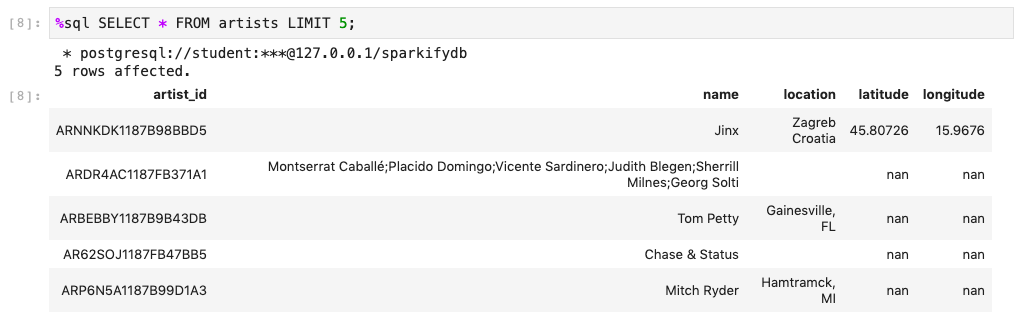 [8]: %sql SELECT * FROM artists LIMIT 5;
* postgresql://student:***@127.0.0.1/sparkifydb
5 rows affected.
[8]: artist_id name location latitude longitude
ARNNKDK1187B98BBD5 Jinx Zagreb Croatia 45.80726 15.9676
ARDR4AC1187FB371A1 Montserrat Caballé;Placido Domingo;Vicente Sardinero;Judith Blegen;Sherrill Milnes;Georg Solti nan nan
ARBEBBY1187B9B43DB Tom Petty Gainesville, FL nan nan
AR62SOJ1187FB47BB5 Chase & Status nan nan
ARP6N5A1187B99D1A3 Mitch Ryder Hamtramck, MI nan nan